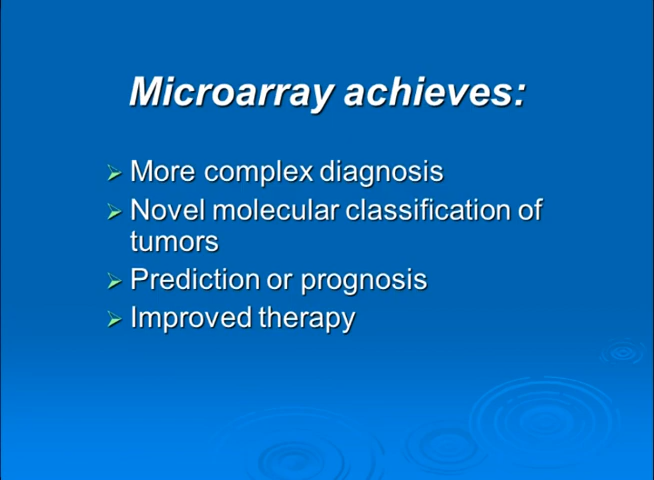 Microarray achieves:
More complex diagnosis
Novel molecular classification of
tumors
Prediction or prognosis
Improved therapy